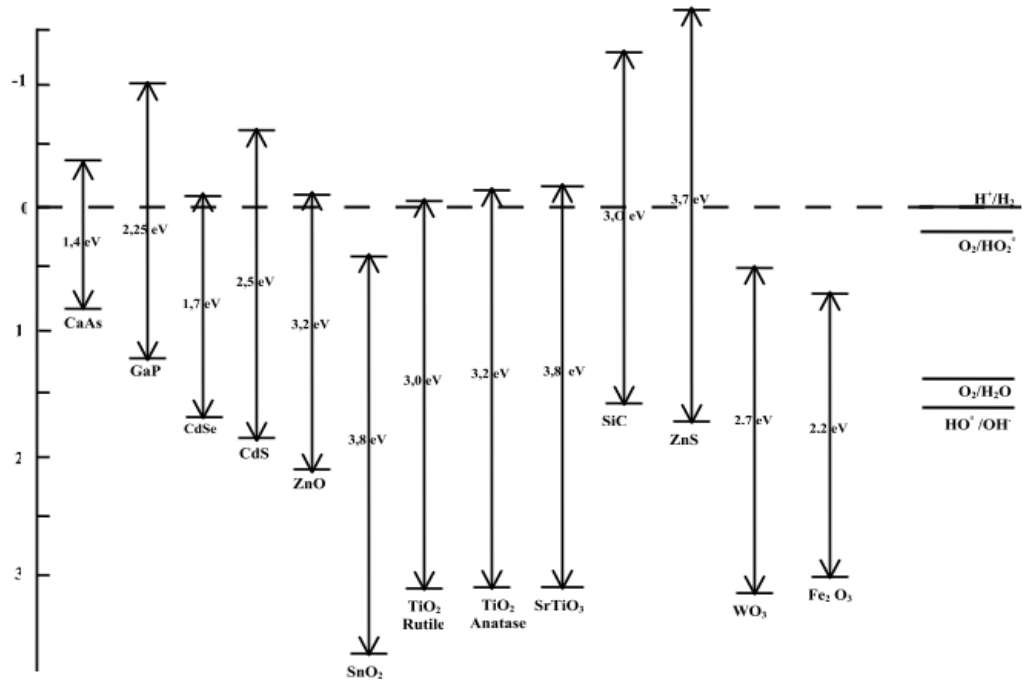 -1
0
1
2
3
1,4 eV
CaAs
2,25 eV
GaP
1,7 eV
CdSe
2,5 eV
CdS
3,2 eV
ZnO
3,8 eV
SnO₂
3,0 eV
TiO₂
Rutile
3,2 eV
TiO₂
Anatase
3,8 eV
SrTiO₃
3,O eV
SiC
3,7 eV
ZnS
2.7 eV
WO₃
2.2 eV
Fe₂ O₃
H⁺/H₂
O₂/HO₂°
O₂/H₂O
HO° /OH⁻